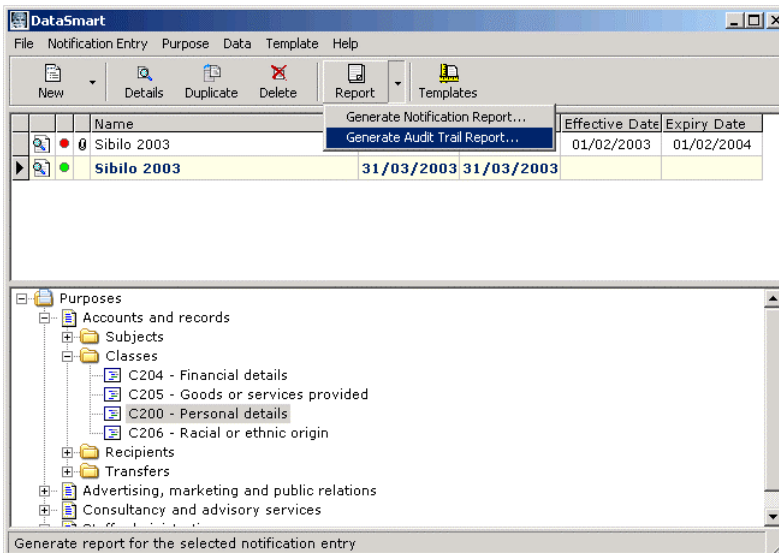 DataSmart
File Notification Entry Purpose Data Template Help
New Details Duplicate Delete Report Templates
Generate Notification Report...
Generate Audit Trail Report...
Name Effective Date Expiry Date
Sibilo 2003 01/02/2003 01/02/2004
Sibilo 2003 31/03/2003 31/03/2003
Purposes
Accounts and records
Subjects
Classes
C204 - Financial details
C205 - Goods or services provided
C200 - Personal details
C206 - Racial or ethnic origin
Recipients
Transfers
Advertising, marketing and public relations
Consultancy and advisory services
Generate report for the selected notification entry